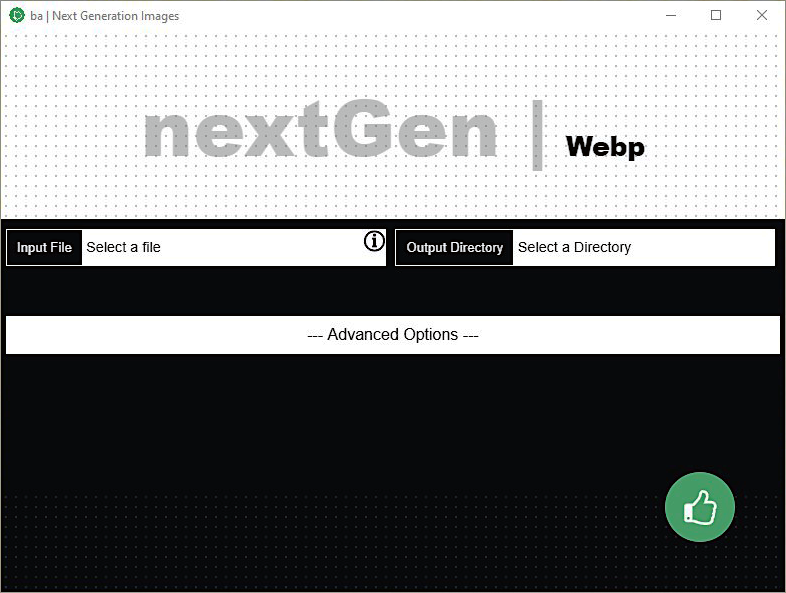 ba | Next Generation Images
nextGen | Webp
Input File Select a file Output Directory Select a Directory
--- Advanced Options ---